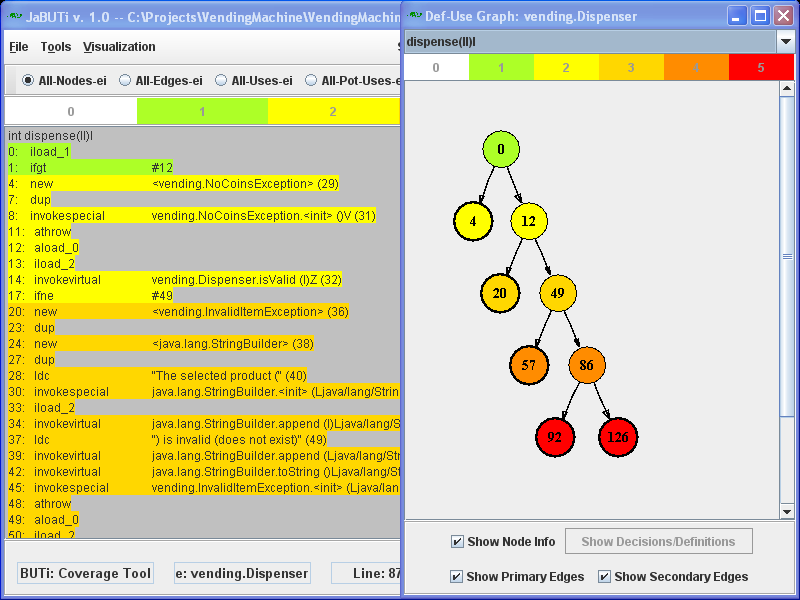 JaBUTi v. 1.0 -- C:\Projects\VendingMachine\VendingMachin
File Tools Visualization
All-Nodes-ei All-Edges-ei All-Uses-ei All-Pot-Uses-e
0 1 2
int dispense(II)I
0: iload_1
1: ifgt #12
4: new <vending.NoCoinsException> (29)
7: dup
8: invokespecial vending.NoCoinsException.<init> ()V (31)
11: athrow
12: aload_0
13: iload_2
14: invokevirtual vending.Dispenser.isValid (I)Z (32)
17: ifne #49
20: new <vending.InvalidItemException> (36)
23: dup
24: new <java.lang.StringBuilder> (38)
27: dup
28: ldc "The selected product (" (40)
30: invokespecial java.lang.StringBuilder.<init> (Ljava/lang/Strin
33: iload_2
34: invokevirtual java.lang.StringBuilder.append (I)Ljava/lang/S
37: ldc ") is invalid (does not exist)" (49)
39: invokevirtual java.lang.StringBuilder.append (Ljava/lang/Strin
42: invokevirtual java.lang.StringBuilder.toString ()Ljava/lang/St
45: invokespecial vending.InvalidItemException.<init> (Ljava/lan
48: athrow
49: aload_0
50: iload_2
BUTi: Coverage Tool e: vending.Dispenser Line: 87
Def-Use Graph: vending.Dispenser
dispense(II)I
0 1 2 3 4 5
0
4 12
20 49
57 86
92 126
Show Node Info Show Decisions/Definitions
Show Primary Edges Show Secondary Edges